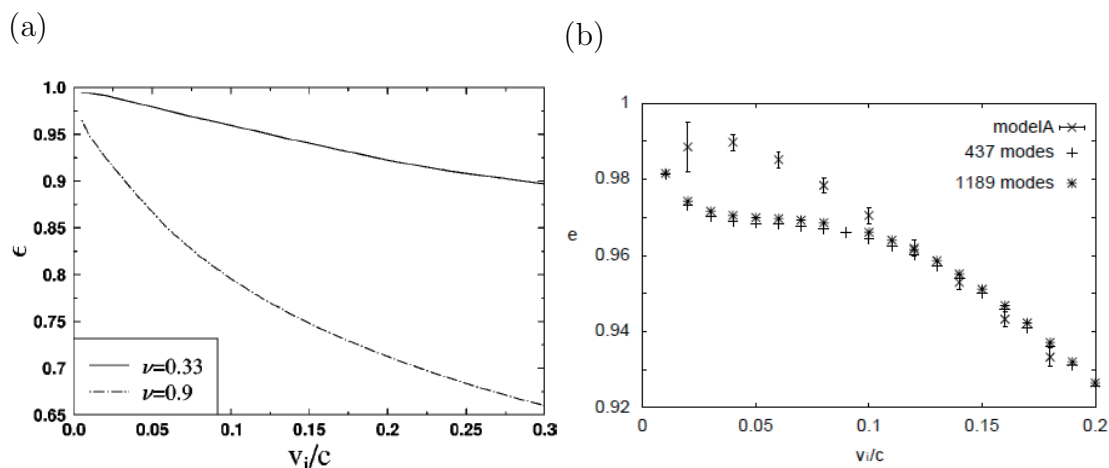 (a)
1.0
0.95
0.9
0.85
ϵ
0.8
0.75
0.7
0.65
ν=0.33
ν=0.9
0.0 0.05 0.1 0.15 0.2 0.25 0.3
v_i/c
(b)
1
0.98
0.96
e
0.94
0.92
modelA
437 modes
1189 modes
0 0.05 0.1 0.15 0.2
v_i/c